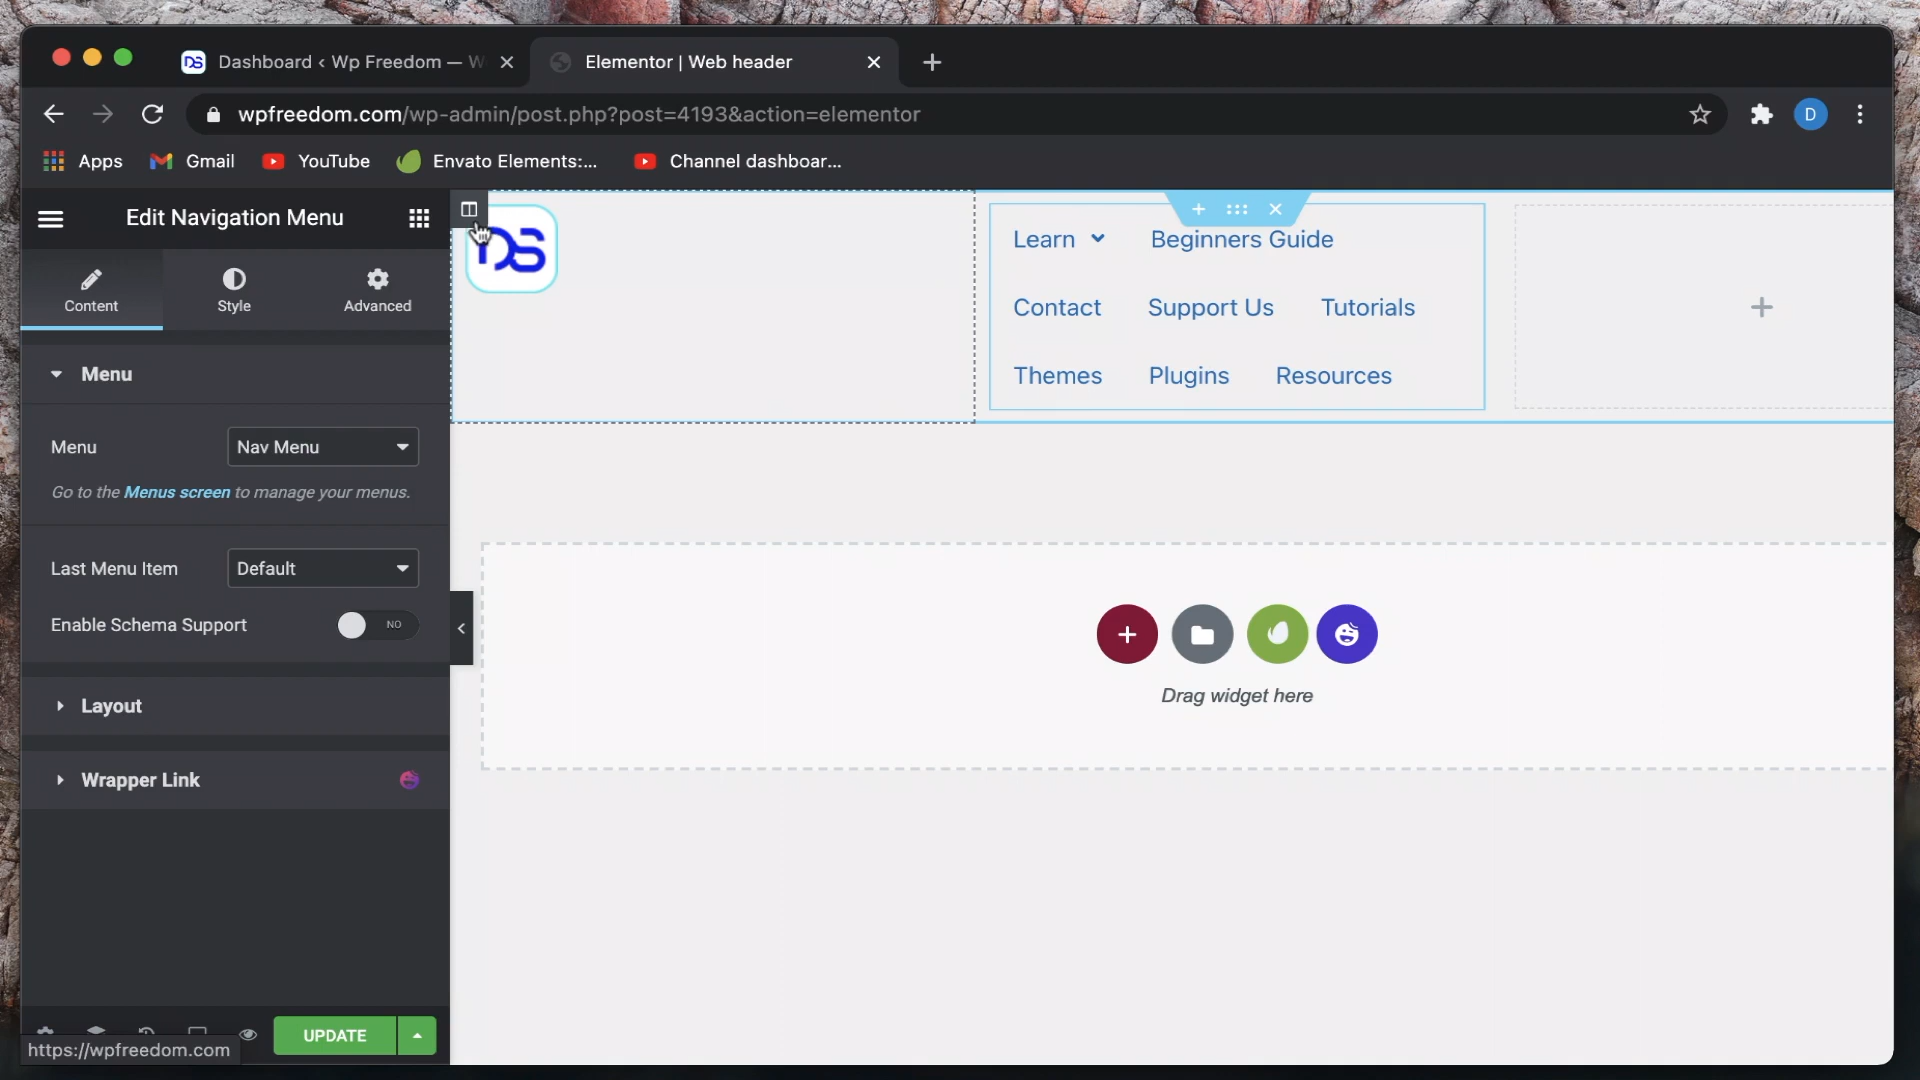 Dashboard ‹ Wp Freedom — W
Elementor | Web header
wpfreedom.com/wp-admin/post.php?post=4193&action=elementor
D
Apps
Gmail
YouTube
Envato Elements:...
Channel dashboar...
Edit Navigation Menu
Content
Style
Advanced
Menu
Menu
Nav Menu
Go to the Menus screen to manage your menus.
Last Menu Item
Default
Enable Schema Support
NO
Layout
Wrapper Link
UPDATE
https://wpfreedom.com
DS
Learn
Beginners Guide
Contact
Support Us
Tutorials
Themes
Plugins
Resources
Drag widget here